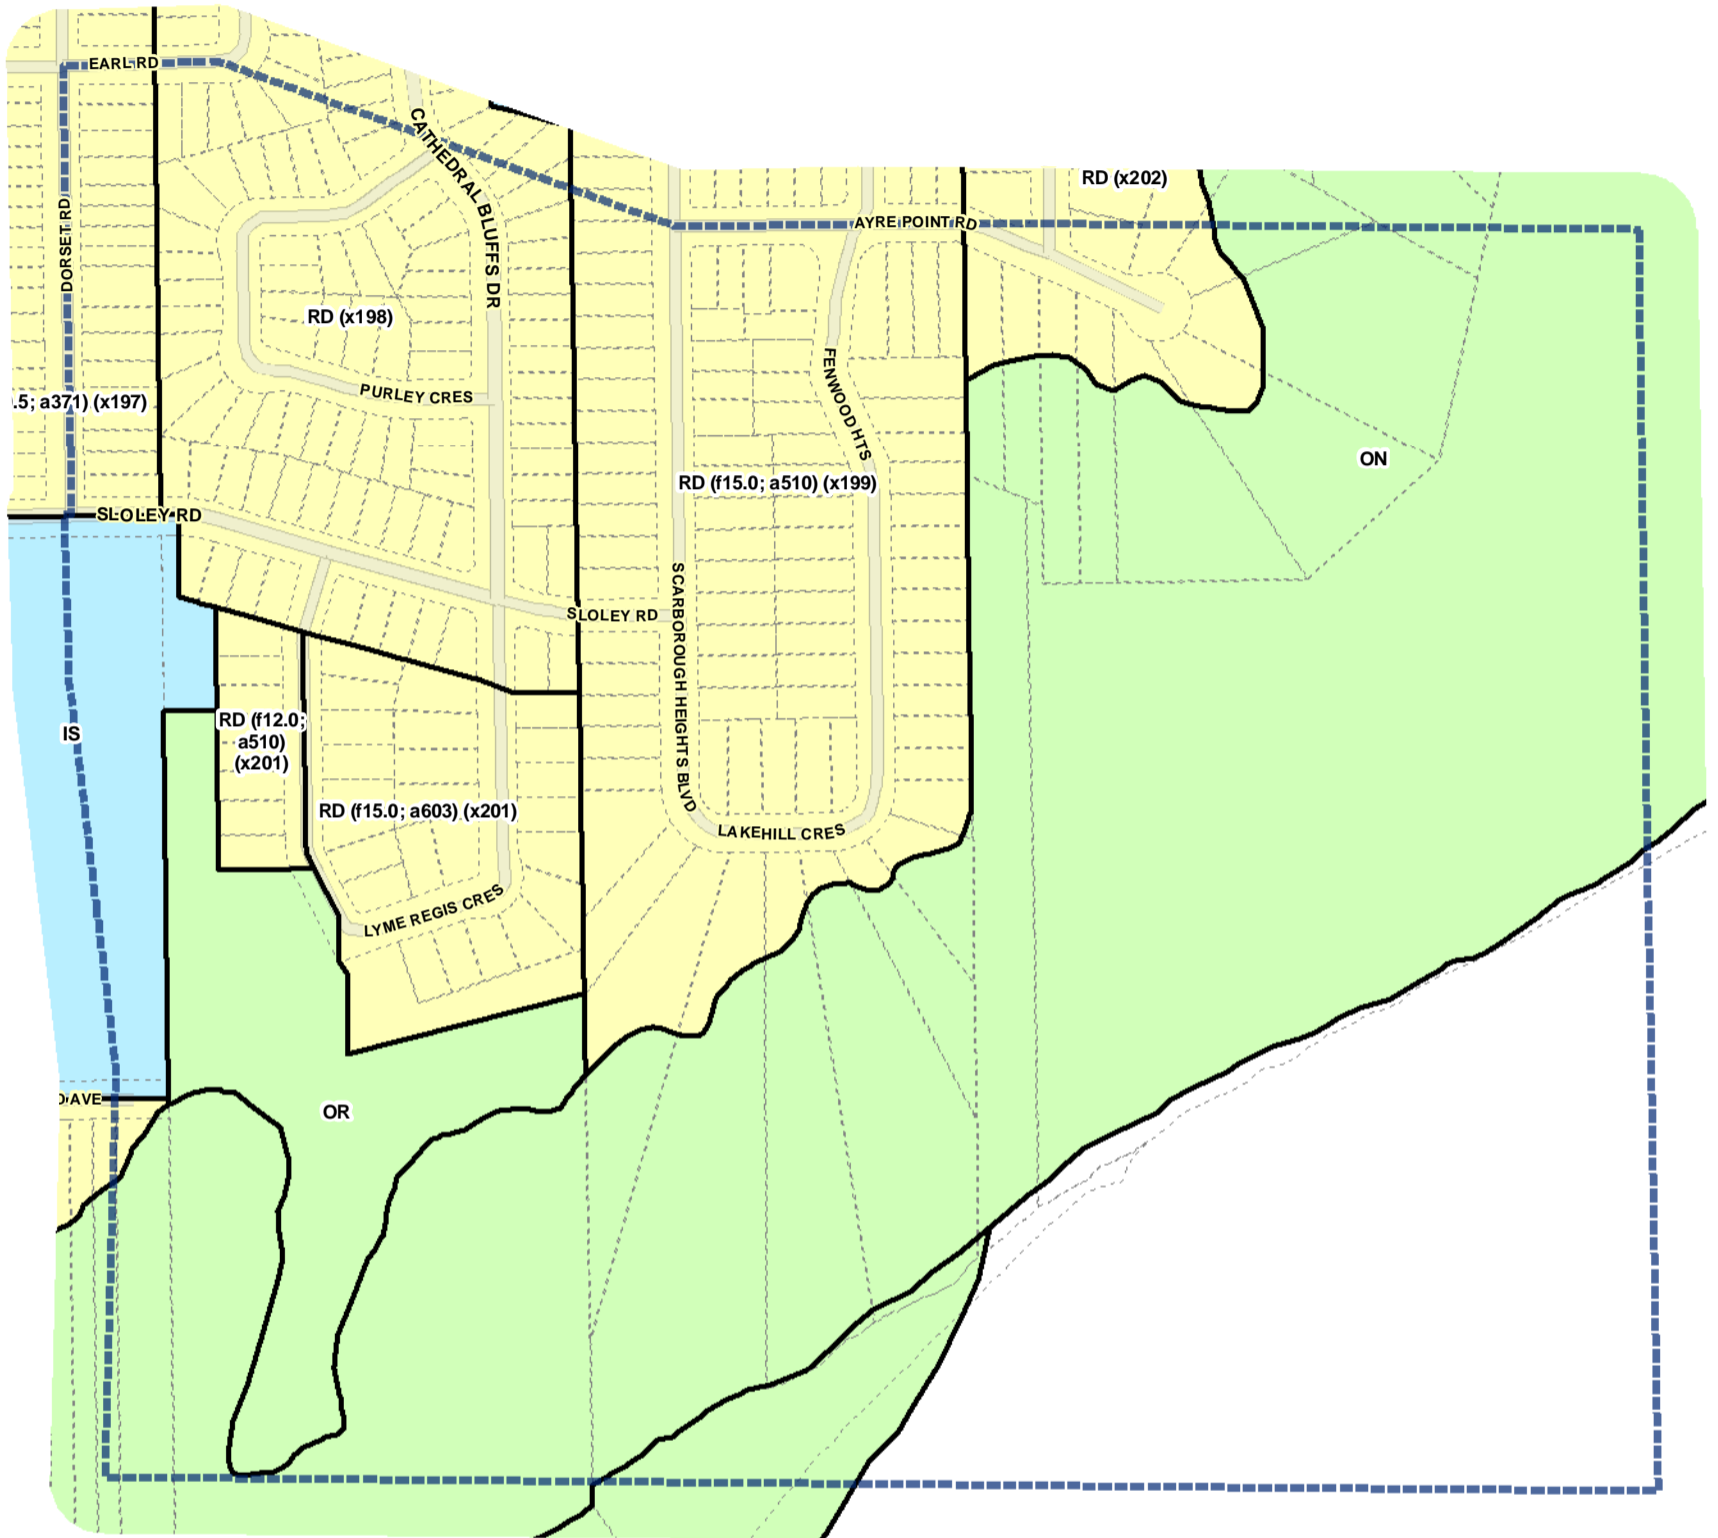 RD (x202)
EARL RD
CATHEDRAL BLUFFS DR
AYRE POINT RD
DORSET RD
RD (x198)
PURLEY CRES
FENWOOD HTS
.5; a371) (x197)
ON
RD (f15.0; a510) (x199)
SLOLEY RD
SLOLEY RD
SCARBOROUGH HEIGHTS BLVD
IS
RD (f12.0;
a510)
(x201)
RD (f15.0; a603) (x201)
LAKEHILL CRES
LYME REGIS CRES
AVE
OR